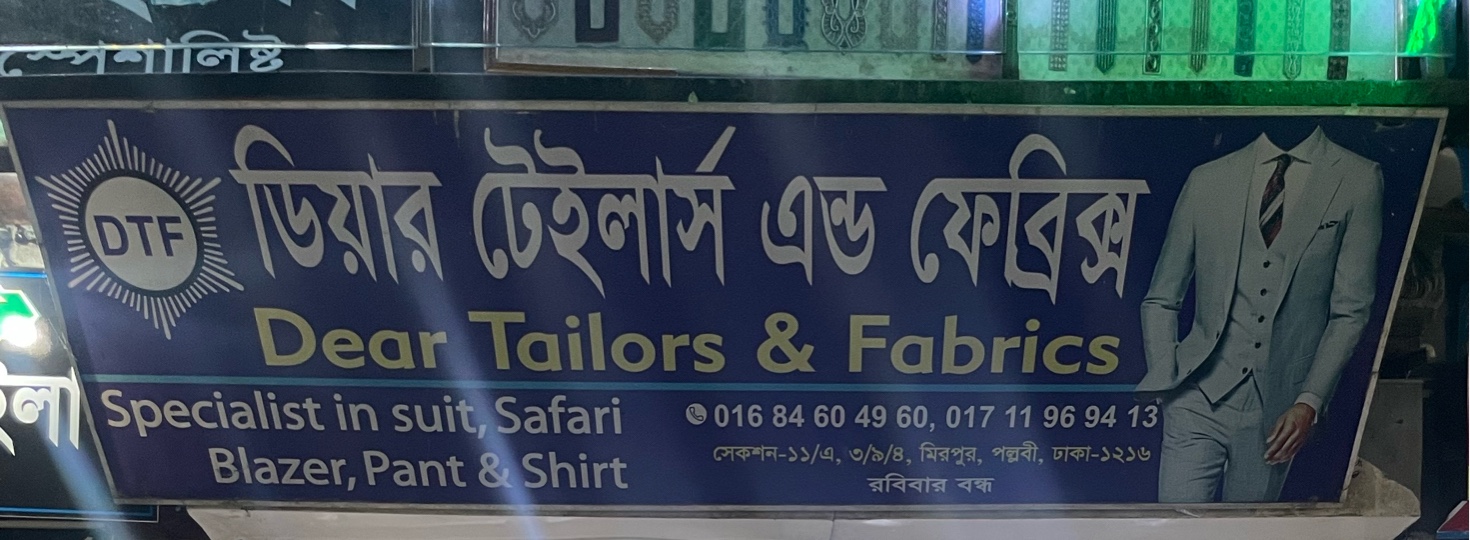 স্পেশালিষ্ট
DTF
ডিয়ার টেইলার্স এন্ড ফেব্রিক্স
Dear Tailors & Fabrics
Specialist in suit, Safari
Blazer, Pant & Shirt
016 84 60 49 60, 017 11 96 94 13
সেকশন-১১/এ, ৩/৯/৪, মিরপুর, পল্লবী, ঢাকা-১২১৬
রবিবার বন্ধ